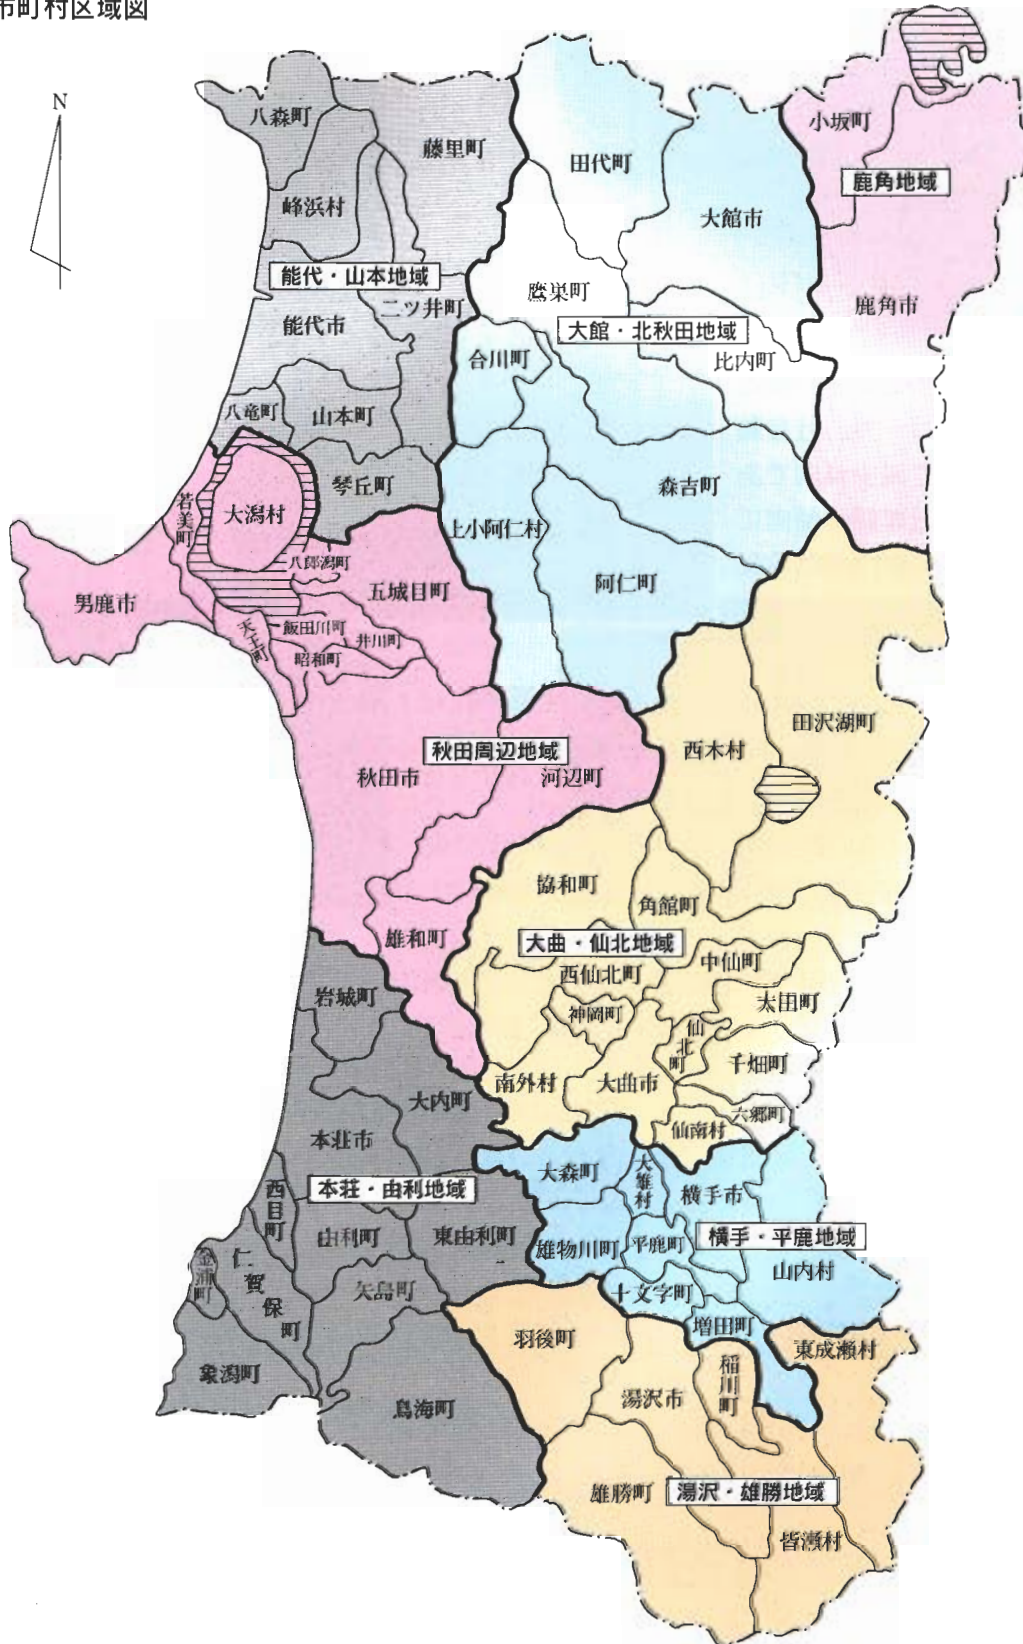 市町村区域図
N
八森町
藤里町
峰浜村
能代・山本地域
能代市
二ツ井町
八竜町
山本町
琴丘町
田代町
大館市
鷹巣町
大館・北秋田地域
比内町
合川町
森吉町
上小阿仁村
阿仁町
小坂町
鹿角地域
鹿角市
若美町
大潟村
八郎潟町
五城目町
男鹿市
天王町
飯田川町
井川町
昭和町
秋田周辺地域
秋田市
河辺町
雄和町
西木村
田沢湖町
協和町
角館町
大曲・仙北地域
西仙北町
中仙町
神岡町
太田町
仙北町
千畑町
南外村
大曲市
六郷町
仙南村
岩城町
大内町
本荘市
本荘・由利地域
西目町
由利町
東由利町
金浦町
仁賀保町
矢島町
象潟町
鳥海町
大森町
大雄村
横手市
横手・平鹿地域
雄物川町
平鹿町
山内村
十文字町
増田町
羽後町
東成瀬村
稲川町
湯沢市
雄勝町
湯沢・雄勝地域
皆瀬村